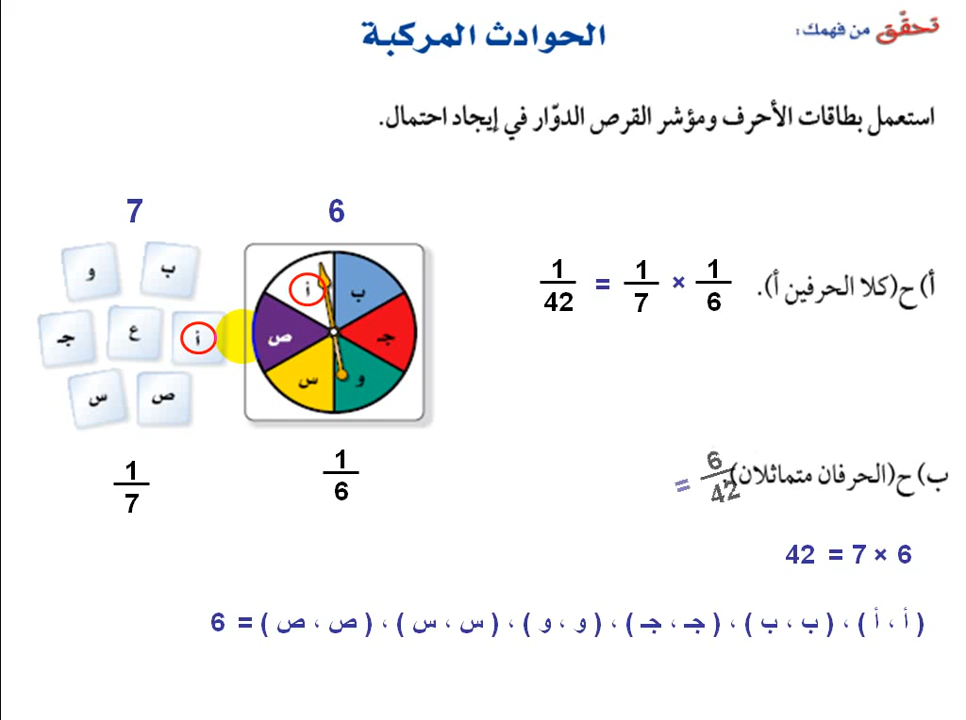 تحقّق من فهمك :
الحوادث المركبة
استعمل بطاقات الأحرف ومؤشر القرص الدوّار في إيجاد احتمال.
6
7
أ
ب
جـ
و
س
ص
ب
و
أ
ع
جـ
ص
س
أ) ح(كلا الحرفين أ). 1/6 × 1/7 = 1/42
1/6
1/7
ب) ح(الحرفان متماثلان). 6/42 =
6 × 7 = 42
( أ ، أ ) ، ( ب ، ب ) ، ( جـ ، جـ ) ، ( و ، و ) ، ( س ، س ) ، ( ص ، ص ) = 6